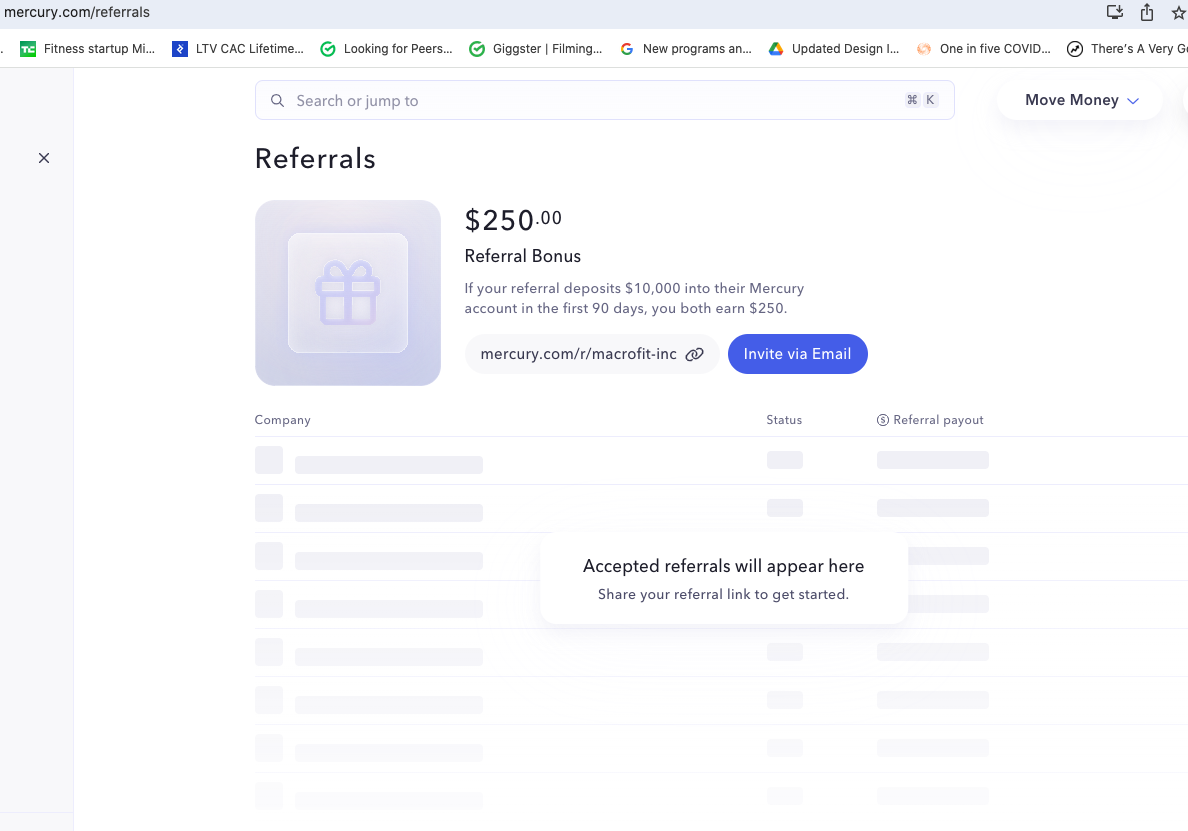 mercury.com/referrals
Fitness startup Mi...
LTV CAC Lifetime...
Looking for Peers...
Giggster | Filming...
New programs an...
Updated Design I...
One in five COVID...
There's A Very G
Search or jump to
⌘ K
Move Money
Referrals
$250.00
Referral Bonus
If your referral deposits $10,000 into their Mercury
account in the first 90 days, you both earn $250.
mercury.com/r/macrofit-inc
Invite via Email
Company
Status
Referral payout
Accepted referrals will appear here
Share your referral link to get started.